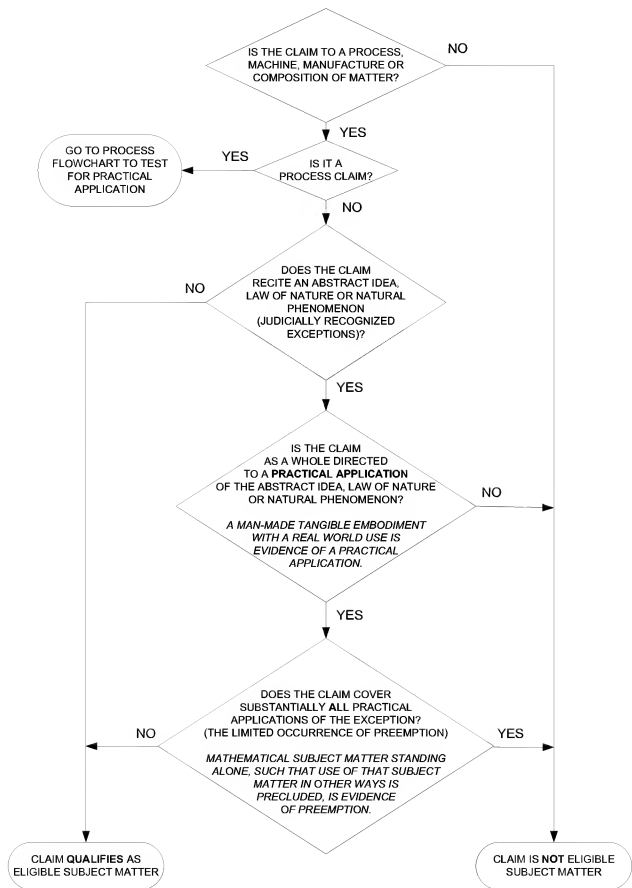 IS THE CLAIM TO A PROCESS,
MACHINE, MANUFACTURE OR
COMPOSITION OF MATTER?
NO
YES
GO TO PROCESS
FLOWCHART TO TEST
FOR PRACTICAL
APPLICATION
YES
IS IT A
PROCESS CLAIM?
NO
DOES THE CLAIM
RECITE AN ABSTRACT IDEA,
LAW OF NATURE OR NATURAL
PHENOMENON
(JUDICIALLY RECOGNIZED
EXCEPTIONS)?
NO
YES
IS THE CLAIM
AS A WHOLE DIRECTED
TO A PRACTICAL APPLICATION
OF THE ABSTRACT IDEA, LAW OF NATURE
OR NATURAL PHENOMENON?
A MAN-MADE TANGIBLE EMBODIMENT
WITH A REAL WORLD USE IS
EVIDENCE OF A PRACTICAL
APPLICATION.
NO
YES
DOES THE CLAIM COVER
SUBSTANTIALLY ALL PRACTICAL
APPLICATIONS OF THE EXCEPTION?
(THE LIMITED OCCURRENCE OF PREEMPTION)
MATHEMATICAL SUBJECT MATTER STANDING
ALONE, SUCH THAT USE OF THAT SUBJECT
MATTER IN OTHER WAYS IS
PRECLUDED, IS EVIDENCE
OF PREEMPTION.
NO
YES
CLAIM QUALIFIES AS
ELIGIBLE SUBJECT MATTER
CLAIM IS NOT ELIGIBLE
SUBJECT MATTER